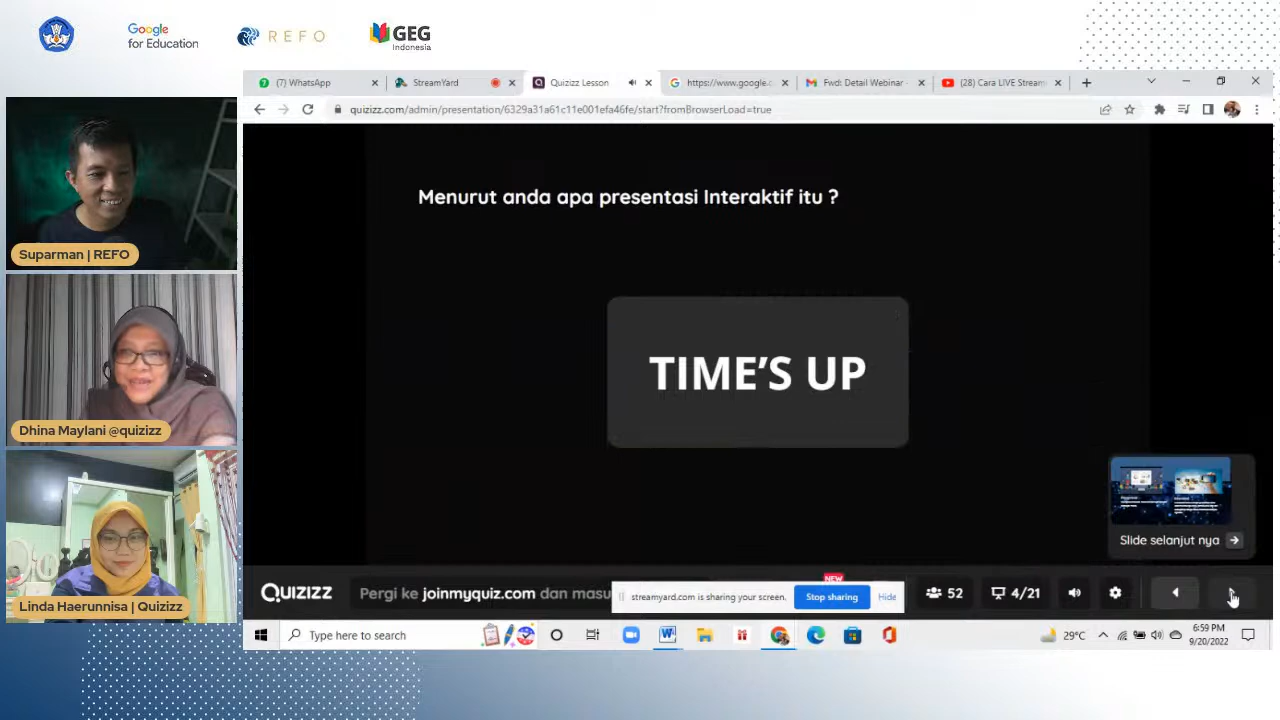 Google
for Education
REFO
GEG
Indonesia
(7) WhatsApp
StreamYard
Quizizz Lesson
https://www.google.c
Fwd: Detail Webinar
(28) Cara LIVE Stream
quizizz.com/admin/presentation/6329a31a61c11e001efa46fe/start?fromBrowserLoad=true
Menurut anda apa presentasi Interaktif itu ?
TIME'S UP
Slide selanjut nya
Suparman | REFO
Dhina Maylani @quizizz
Linda Haerunnisa | Quizizz
QUIZIZZ
Pergi ke joinmyquiz.com dan masu
streamyard.com is sharing your screen.
Stop sharing
Hide
NEW
52
4/21
Type here to search
29°C
6:59 PM
9/20/2022